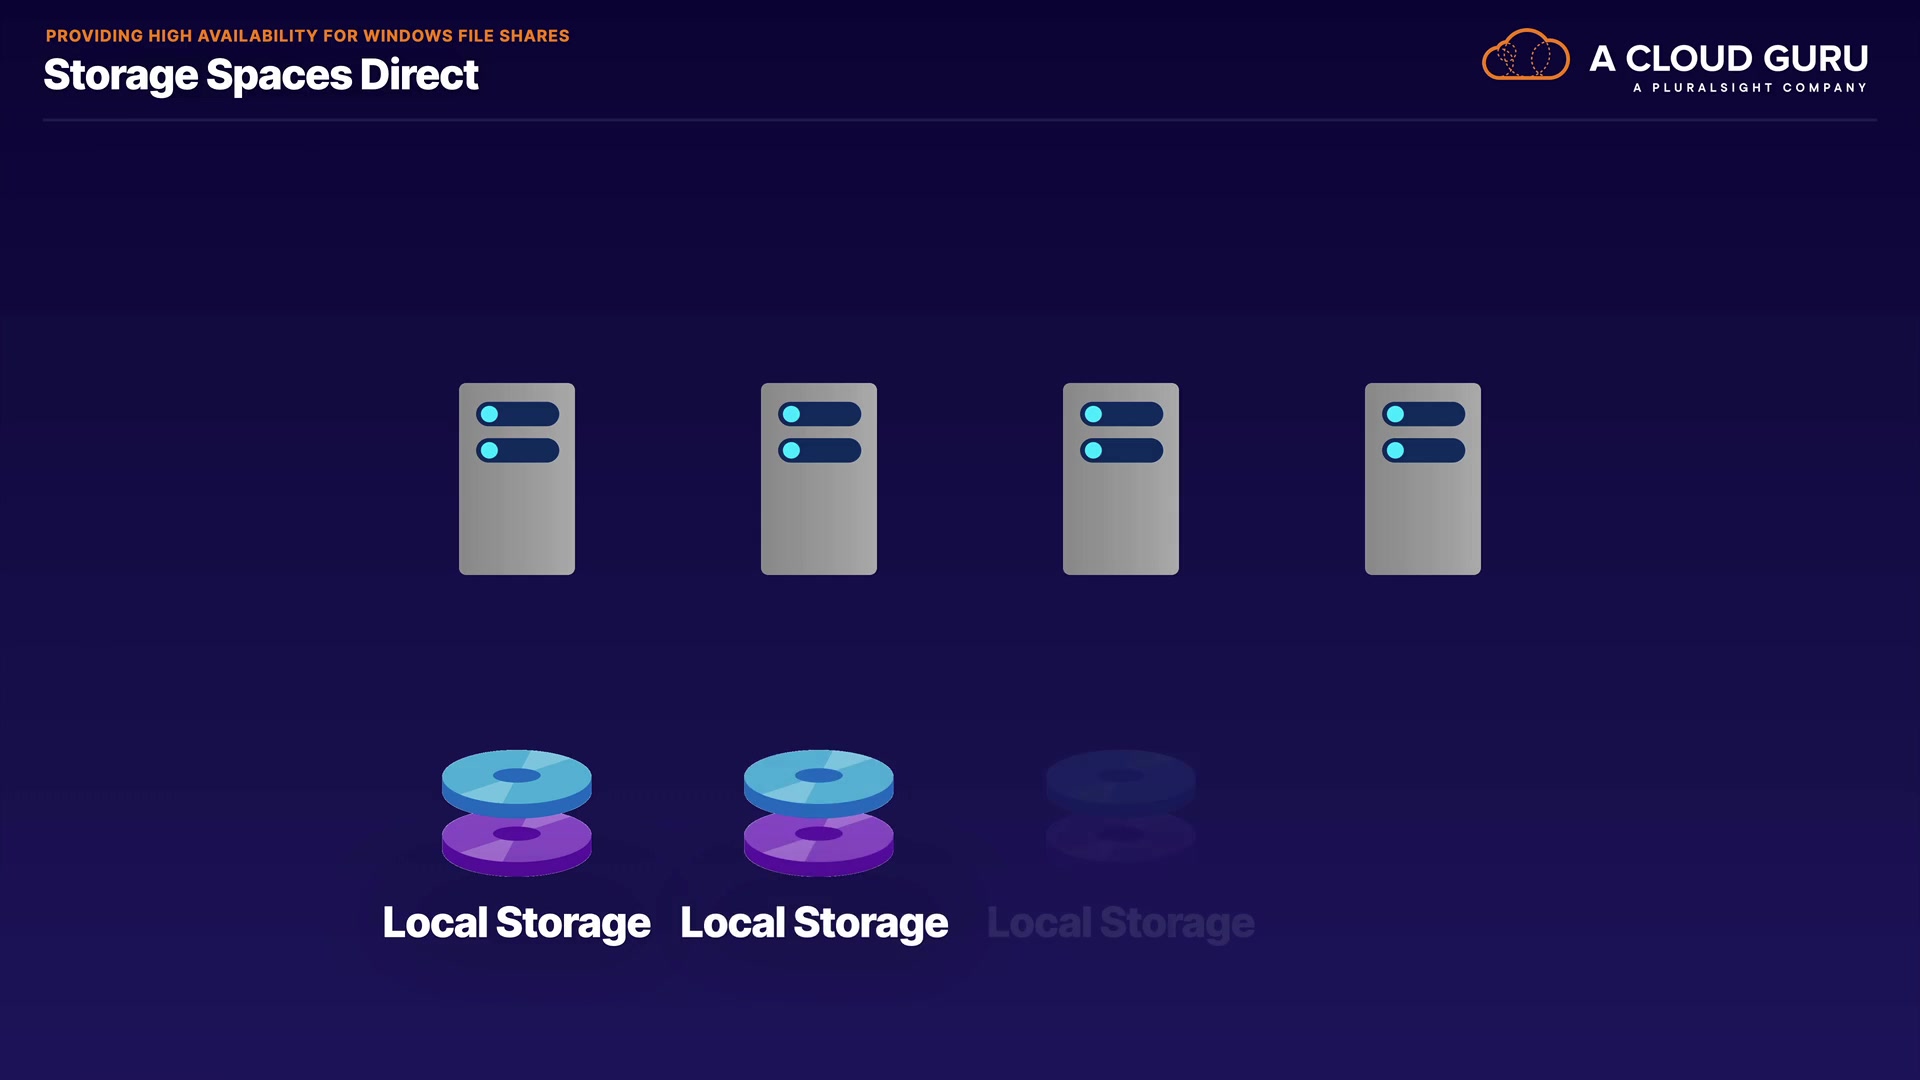 PROVIDING HIGH AVAILABILITY FOR WINDOWS FILE SHARES
Storage Spaces Direct
A CLOUD GURU
A PLURALSIGHT COMPANY
Local Storage
Local Storage
Local Storage